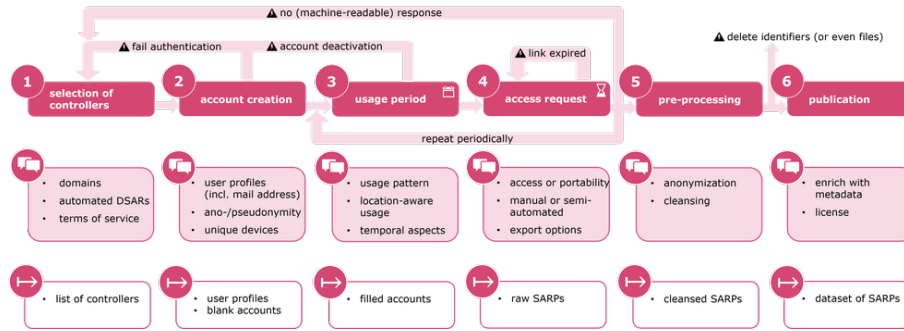 no (machine-readable) response
delete identifiers (or even files)
fail authentication
account deactivation
link expired
1
selection of
controllers
2
account creation
3
usage period
4
access request
5
pre-processing
6
publication
repeat periodically
• domains
• automated DSARs
• terms of service
• user profiles
(incl. mail address)
• ano-/pseudonymity
• unique devices
• usage pattern
• location-aware
usage
• temporal aspects
• access or portability
• manual or semi-
automated
• export options
• anonymization
• cleansing
• enrich with
metadata
• license
• list of controllers
• user profiles
• blank accounts
• filled accounts
• raw SARPs
• cleansed SARPs
• dataset of SARPs